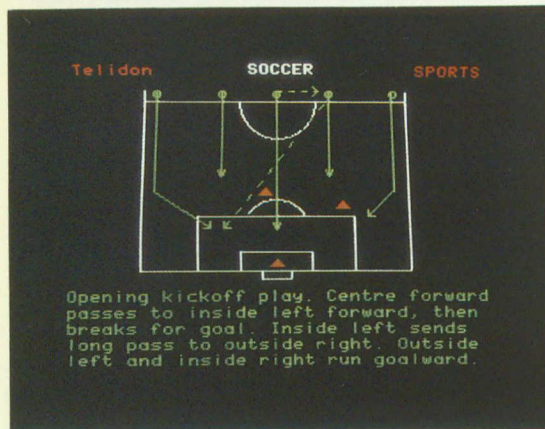 Telidon SOCCER SPORTS
Opening kickoff play. Centre forward
passes to inside left forward, then
breaks for goal. Inside left sends
long pass to outside right. Outside
left and inside right run goalward.